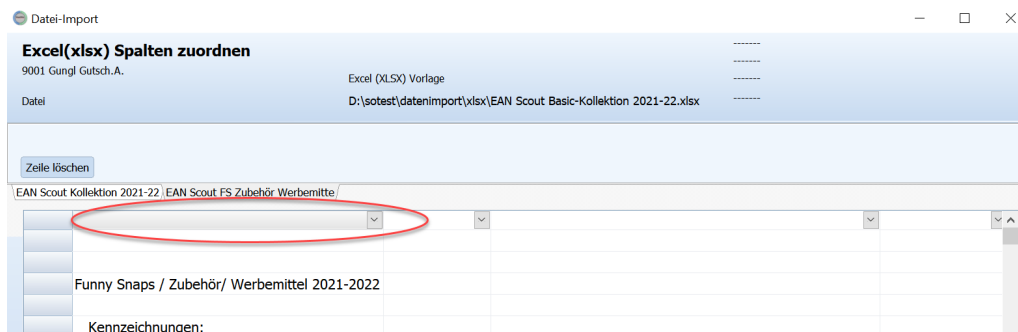 Datei-Import
Excel(xlsx) Spalten zuordnen
9001 Gungl Gutsch.A.
Excel (XLSX) Vorlage
Datei
D:\sotest\datenimport\xlsx\EAN Scout Basic-Kollektion 2021-22.xlsx
-------
-------
-------
-------
Zeile löschen
EAN Scout Kollektion 2021-22
EAN Scout FS Zubehör Werbemitte
Funny Snaps / Zubehör/ Werbemittel 2021-2022
Kennzeichnungen: